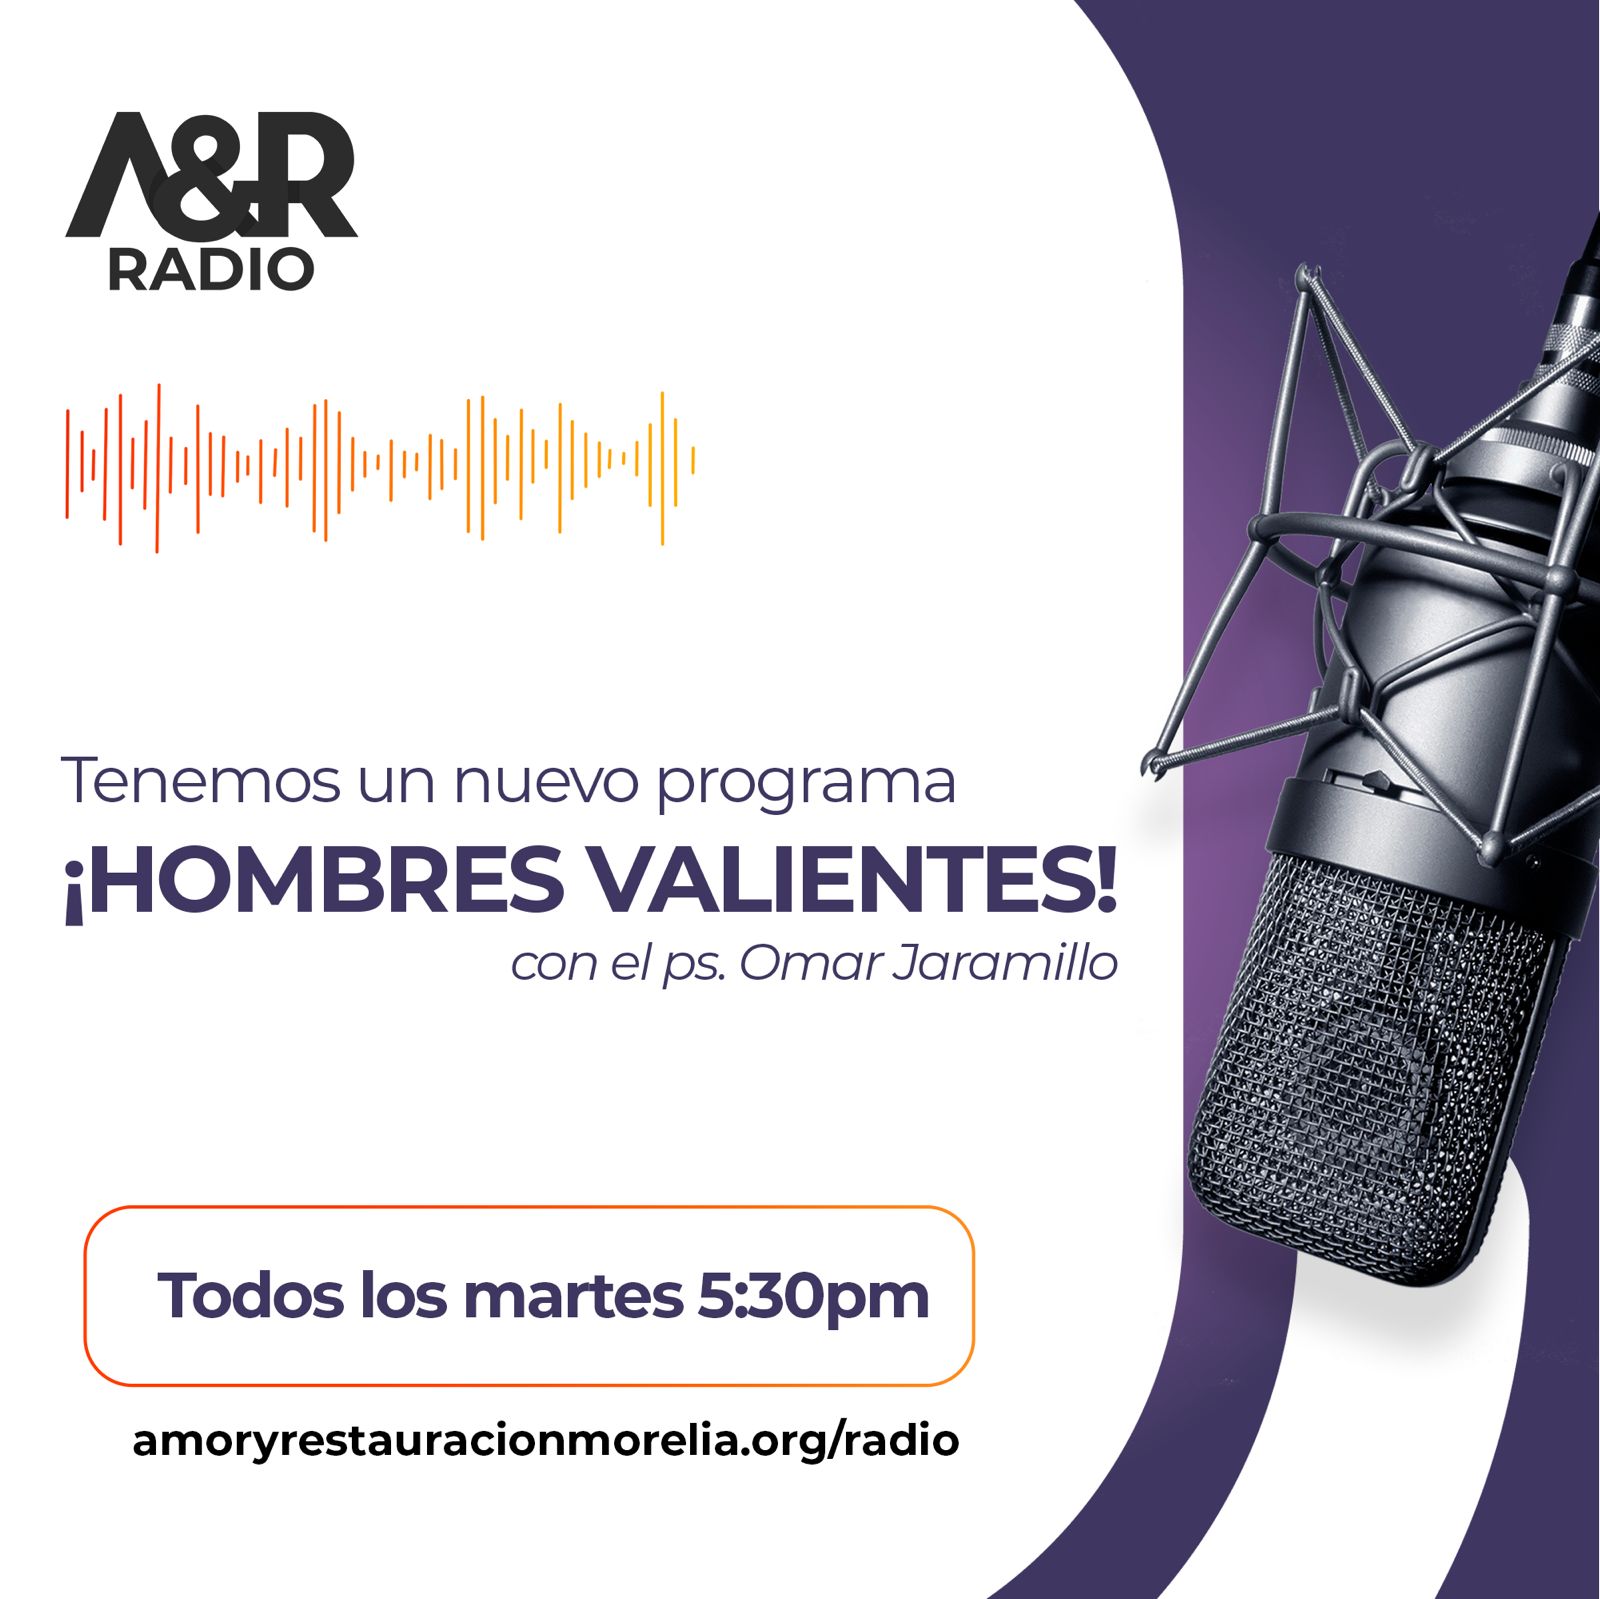 A&R
RADIO
Tenemos un nuevo programa
¡HOMBRES VALIENTES!
con el ps. Omar Jaramillo
Todos los martes 5:30pm
amoryrestauracionmorelia.org/radio